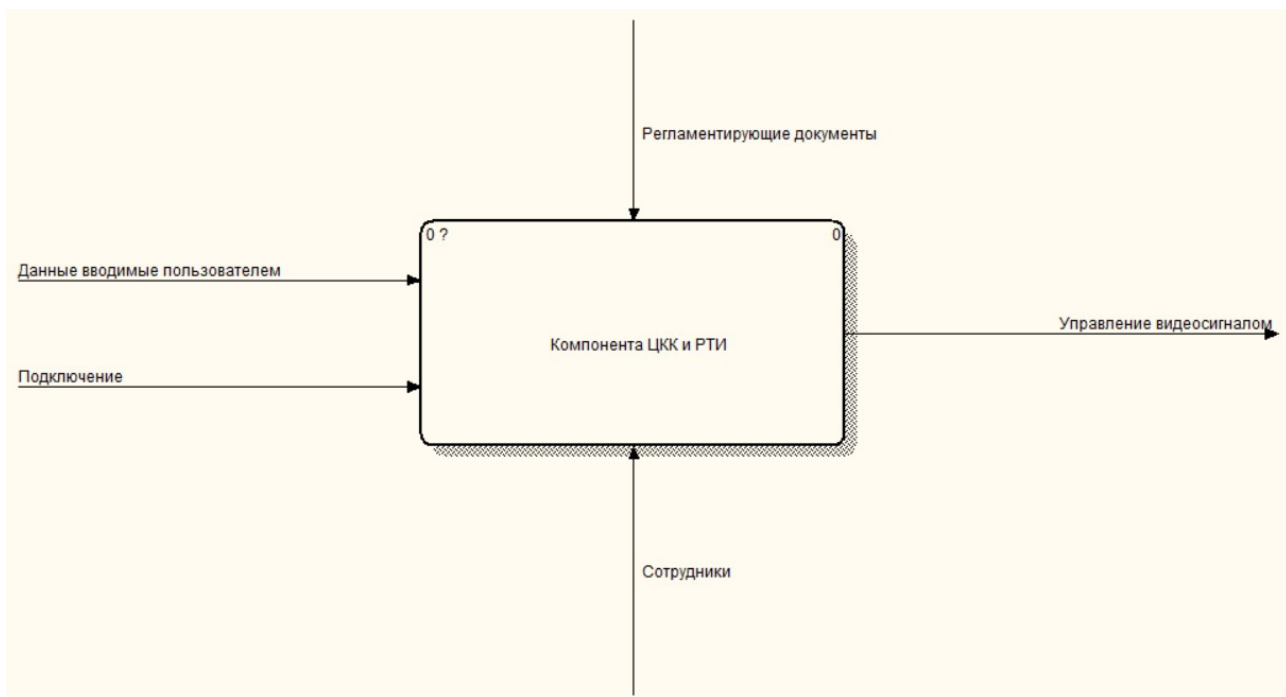 Регламентирующие документы
0 ?
0
Данные вводимые пользователем
Управление видеосигналом
Компонента ЦКК и РТИ
Подключение
Сотрудники